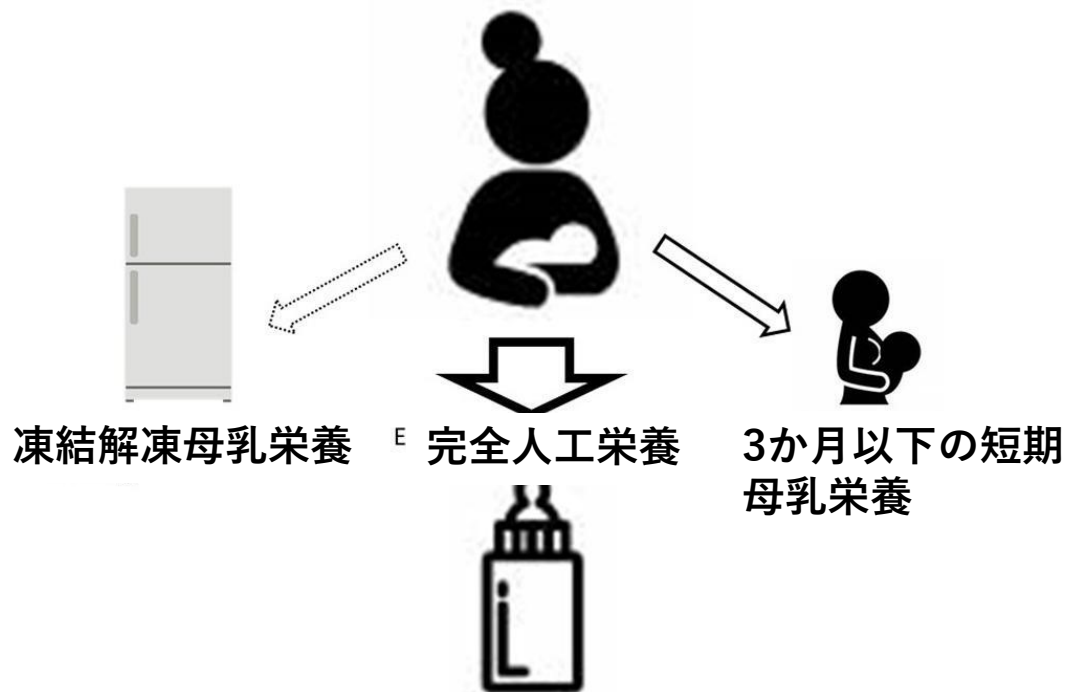 凍結解凍母乳栄養
E
完全人工栄養
3か月以下の短期
母乳栄養